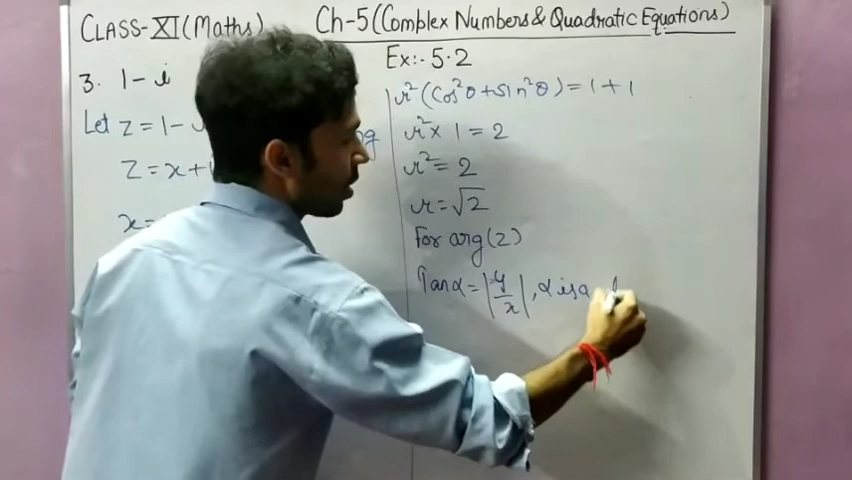 CLASS-XI(Maths) Ch-5(Complex Numbers & Quadratic Equations)
Ex:- 5.2
3. 1-i
Let z=1-
z=x+
x=
r²(Cos²θ+Sin²θ)=1+1
r²×1=2
r²=2
r=√2
For arg(z)
Tanα=|y/x|, α is a